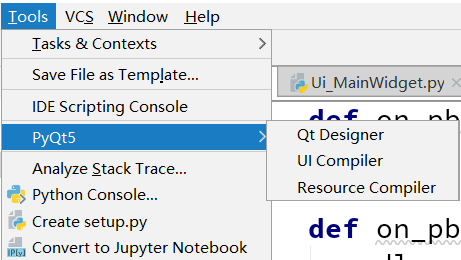 Tools VCS Window Help
Tasks & Contexts
Save File as Template...
IDE Scripting Console
PyQt5
Analyze Stack Trace...
Python Console...
Create setup.py
Convert to Jupyter Notebook
Qt Designer
UI Compiler
Resource Compiler
Ui_MainWidget.py
def on_pb
def on_pb